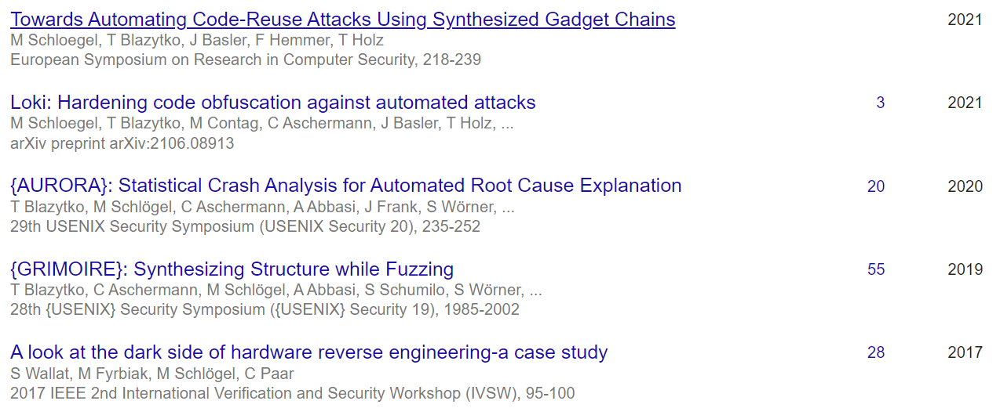 Towards Automating Code-Reuse Attacks Using Synthesized Gadget Chains 2021
M Schloegel, T Blazytko, J Basler, F Hemmer, T Holz
European Symposium on Research in Computer Security, 218-239
Loki: Hardening code obfuscation against automated attacks 3 2021
M Schloegel, T Blazytko, M Contag, C Aschermann, J Basler, T Holz, ...
arXiv preprint arXiv:2106.08913
{AURORA}: Statistical Crash Analysis for Automated Root Cause Explanation 20 2020
T Blazytko, M Schlögel, C Aschermann, A Abbasi, J Frank, S Wörner, ...
29th USENIX Security Symposium (USENIX Security 20), 235-252
{GRIMOIRE}: Synthesizing Structure while Fuzzing 55 2019
T Blazytko, C Aschermann, M Schlögel, A Abbasi, S Schumilo, S Wörner, ...
28th {USENIX} Security Symposium ({USENIX} Security 19), 1985-2002
A look at the dark side of hardware reverse engineering-a case study 28 2017
S Wallat, M Fyrbiak, M Schlögel, C Paar
2017 IEEE 2nd International Verification and Security Workshop (IVSW), 95-100